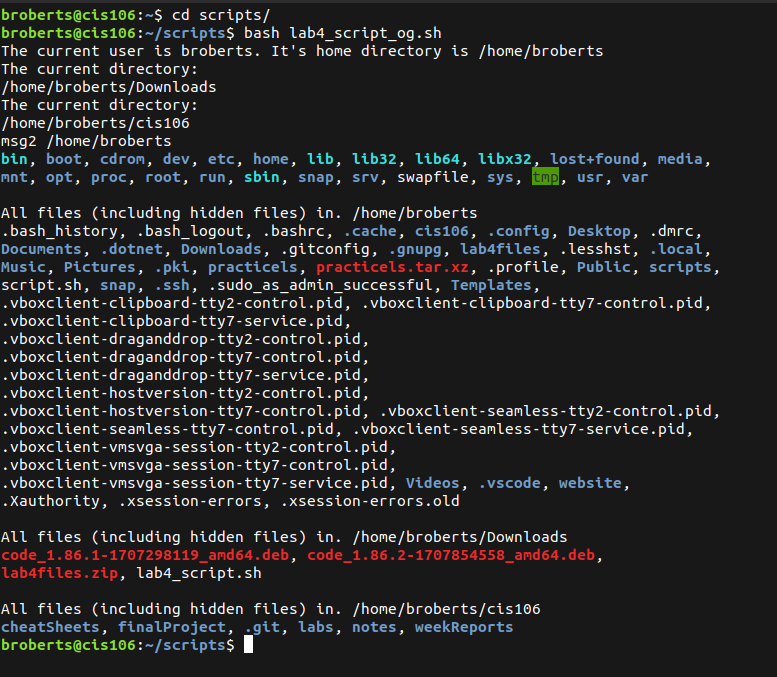 broberts@cis106:~$ cd scripts/
broberts@cis106:~/scripts$ bash lab4_script_og.sh
The current user is broberts. It's home directory is /home/broberts
The current directory:
/home/broberts/Downloads
The current directory:
/home/broberts/cis106
msg2 /home/broberts
bin, boot, cdrom, dev, etc, home, lib, lib32, lib64, libx32, lost+found, media,
mnt, opt, proc, root, run, sbin, snap, srv, swapfile, sys, tmp, usr, var
All files (including hidden files) in. /home/broberts
.bash_history, .bash_logout, .bashrc, .cache, cis106, .config, Desktop, .dmrc,
Documents, .dotnet, Downloads, .gitconfig, .gnupg, lab4files, .lesshst, .local,
Music, Pictures, .pki, practicels, practicels.tar.xz, .profile, Public, scripts,
script.sh, snap, .ssh, .sudo_as_admin_successful, Templates,
.vboxclient-clipboard-tty2-control.pid, .vboxclient-clipboard-tty7-control.pid,
.vboxclient-clipboard-tty7-service.pid,
.vboxclient-draganddrop-tty2-control.pid,
.vboxclient-draganddrop-tty7-control.pid,
.vboxclient-draganddrop-tty7-service.pid,
.vboxclient-hostversion-tty2-control.pid,
.vboxclient-hostversion-tty7-control.pid, .vboxclient-seamless-tty2-control.pid,
.vboxclient-seamless-tty7-control.pid, .vboxclient-seamless-tty7-service.pid,
.vboxclient-vmsvga-session-tty2-control.pid,
.vboxclient-vmsvga-session-tty7-control.pid,
.vboxclient-vmsvga-session-tty7-service.pid, Videos, .vscode, website,
.Xauthority, .xsession-errors, .xsession-errors.old
All files (including hidden files) in. /home/broberts/Downloads
code_1.86.1-1707298119_amd64.deb, code_1.86.2-1707854558_amd64.deb,
lab4files.zip, lab4_script.sh
All files (including hidden files) in. /home/broberts/cis106
cheatSheets, finalProject, .git, labs, notes, weekReports
broberts@cis106:~/scripts$